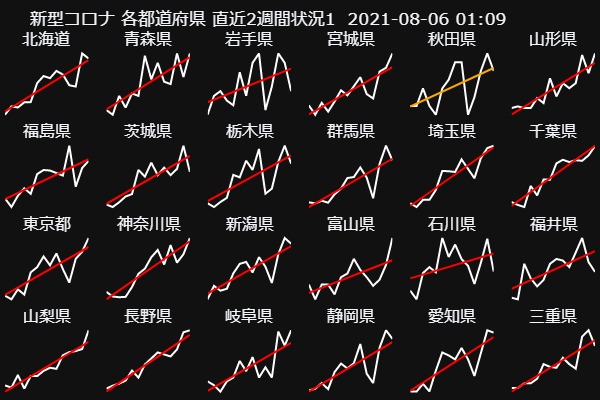 新型コロナ 各都道府県 直近2週間状況1 2021-08-06 01:09
北海道 青森県 岩手県 宮城県 秋田県 山形県
福島県 茨城県 栃木県 群馬県 埼玉県 千葉県
東京都 神奈川県 新潟県 富山県 石川県 福井県
山梨県 長野県 岐阜県 静岡県 愛知県 三重県